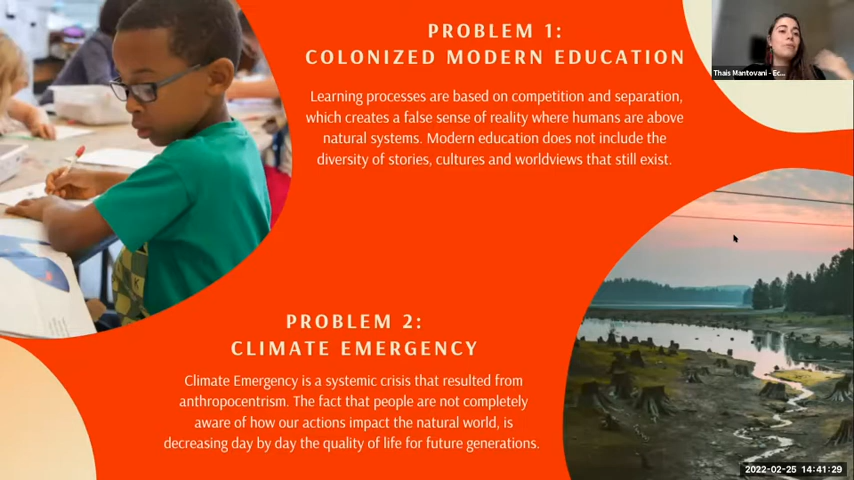 PROBLEM 1:
COLONIZED MODERN EDUCATION
Learning processes are based on competition and separation,
which creates a false sense of reality where humans are above
natural systems. Modern education does not include the
diversity of stories, cultures and worldviews that still exist.
Thais Mantovani - Ec...
PROBLEM 2:
CLIMATE EMERGENCY
Climate Emergency is a systemic crisis that resulted from
anthropocentrism. The fact that people are not completely
aware of how our actions impact the natural world, is
decreasing day by day the quality of life for future generations.
2022-02-25 14:41:29